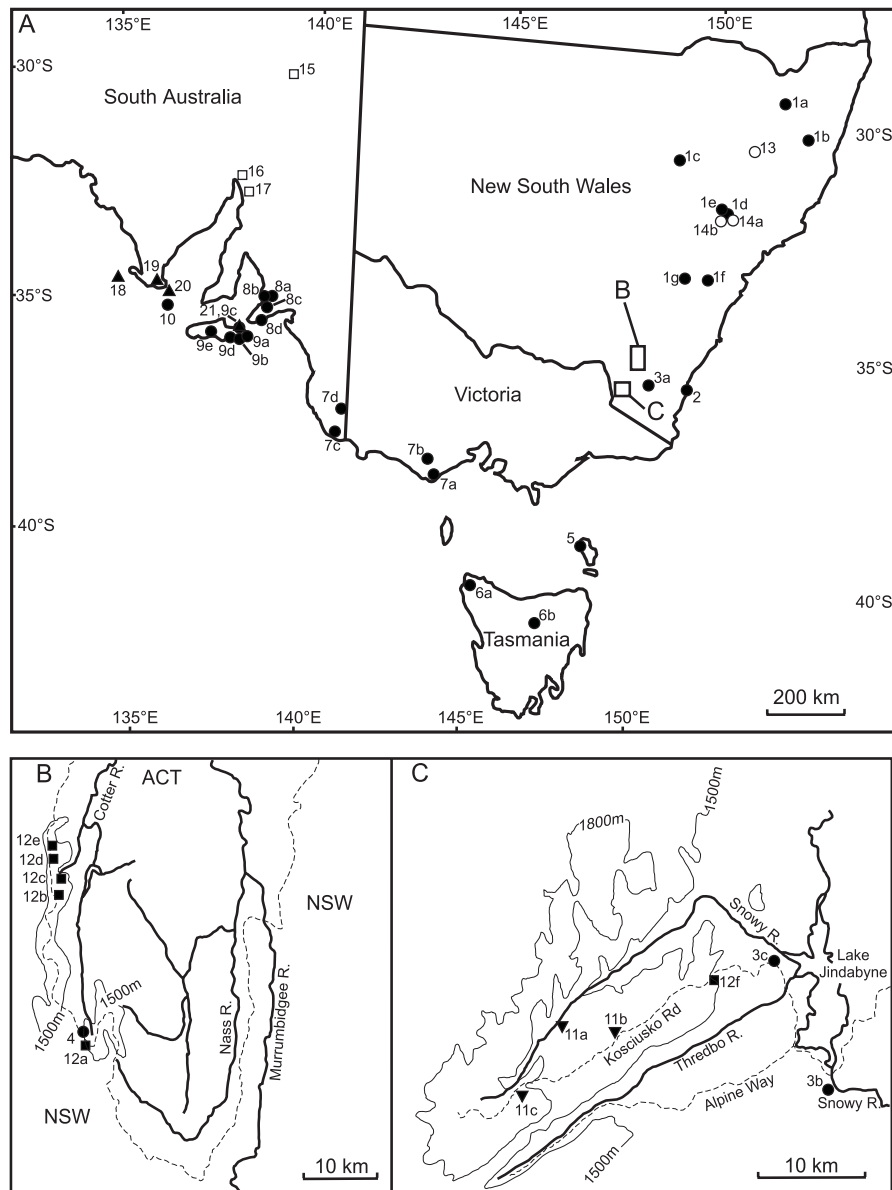 A
135°E
140°E
145°E
150°E
30°S
15
South Australia
1a
30°S
1b
13
1c
16
17
New South Wales
1e
1d
14b
14a
19
18
20
10
35°S
8b
8a
8c
21,9c
8d
9e
9d
9b
9a
1g
1f
B
35°S
3a
2
C
Victoria
7d
7c
7b
7a
40°S
5
6a
40°S
6b
Tasmania
200 km
135°E
140°E
145°E
150°E
B
ACT
Cotter R.
12e
12d
12c
12b
NSW
1500m
1500m
4
12a
Nass R.
Murrumbidgee R.
NSW
10 km
C
1800m
1500m
Snowy R.
3c
Lake
Jindabyne
12f
11a
11b
Kosciusko Rd
Thredbo R.
11c
Alpine Way
3b
Snowy R.
1500m
10 km